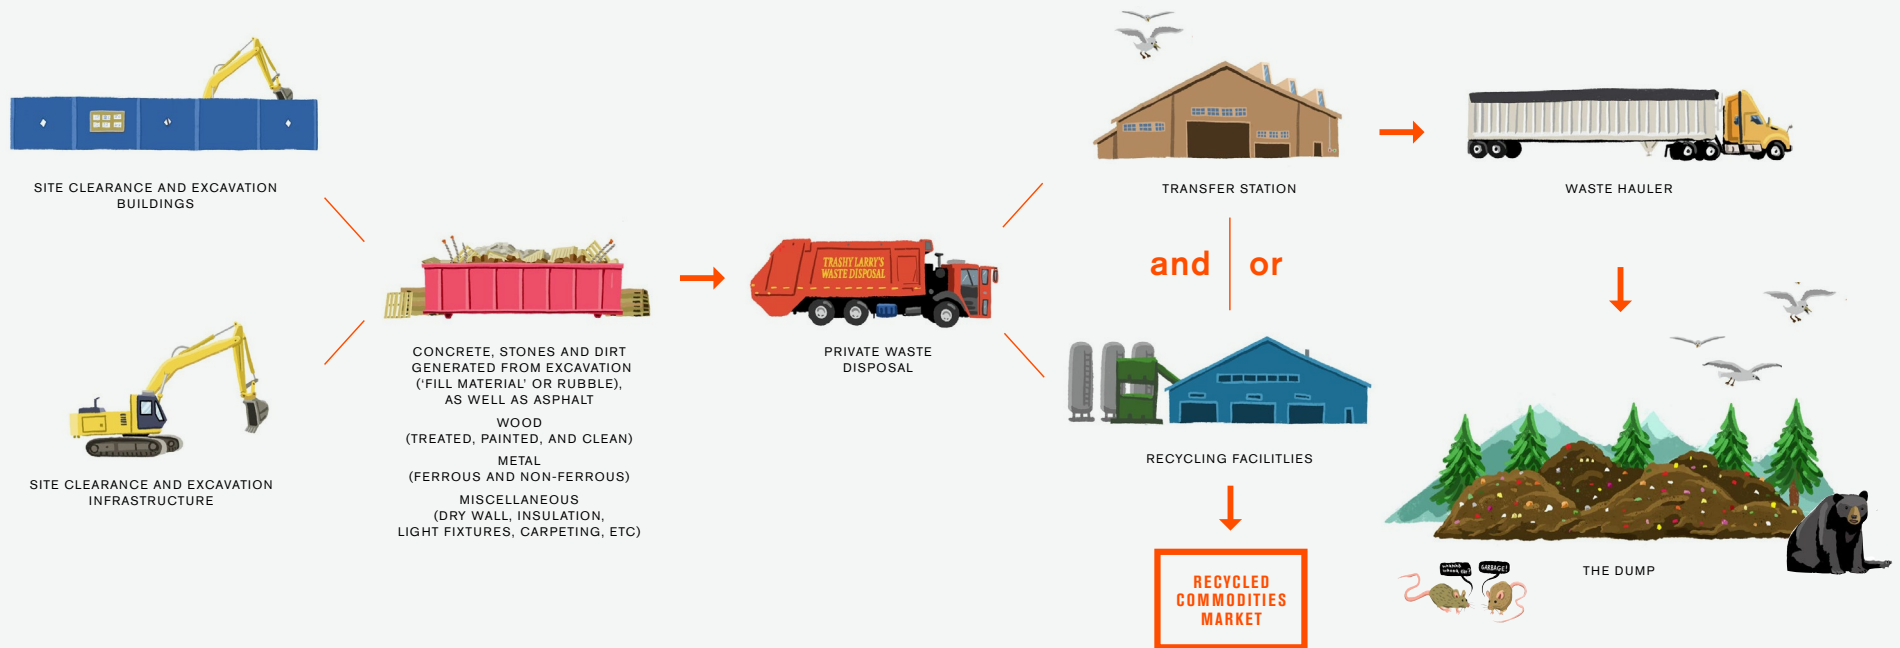 SITE CLEARANCE AND EXCAVATION
BUILDINGS
SITE CLEARANCE AND EXCAVATION
INFRASTRUCTURE
CONCRETE, STONES AND DIRT
GENERATED FROM EXCAVATION
('FILL MATERIAL' OR RUBBLE),
AS WELL AS ASPHALT
WOOD
(TREATED, PAINTED, AND CLEAN)
METAL
(FERROUS AND NON-FERROUS)
MISCELLANEOUS
(DRY WALL, INSULATION,
LIGHT FIXTURES, CARPETING, ETC)
TRASHY LARRY'S
WASTE DISPOSAL
PRIVATE WASTE
DISPOSAL
TRANSFER STATION
and or
RECYCLING FACILITLIES
RECYCLED
COMMODITIES
MARKET
WASTE HAULER
THE DUMP
GARBAGE!